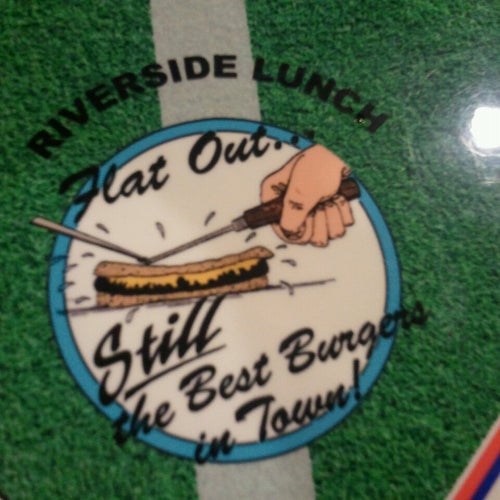 RIVERSIDE LUNCH
Flat Out...
Still
the Best Burgers
in Town!